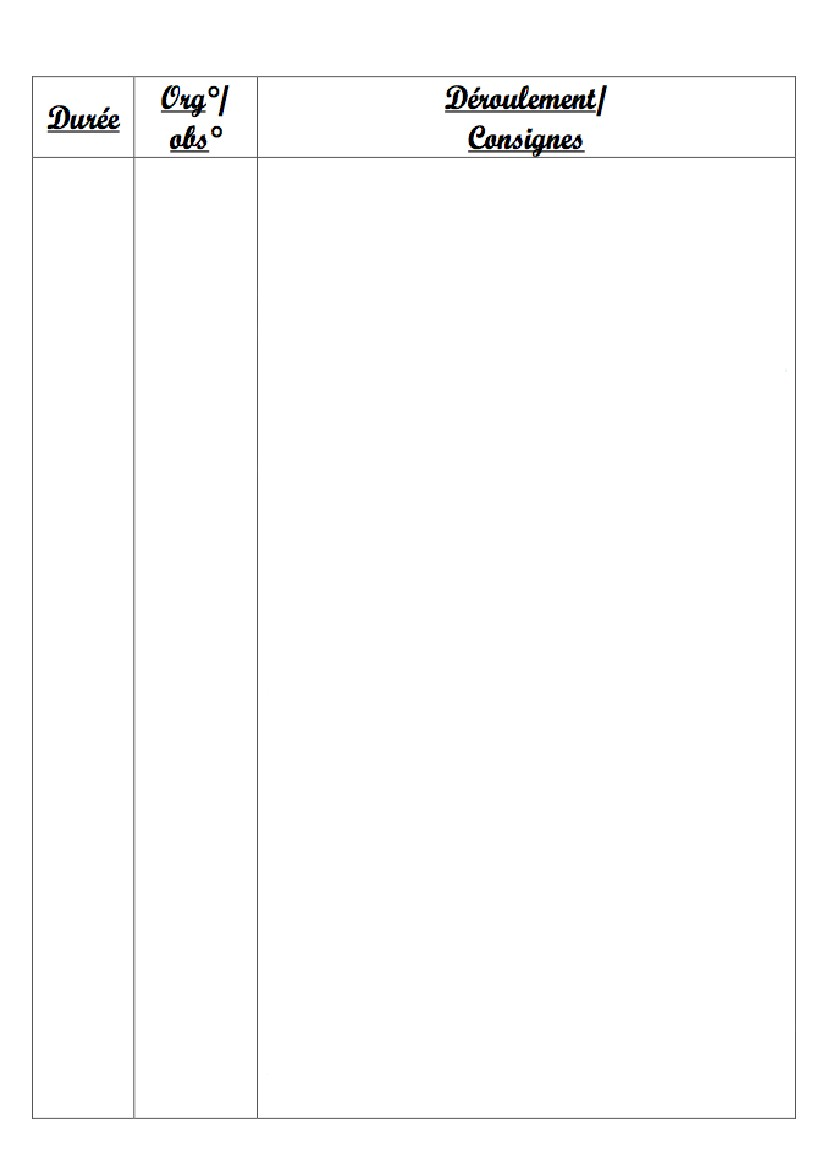 Durée
Org°/
obs°
Déroulement/
Consignes